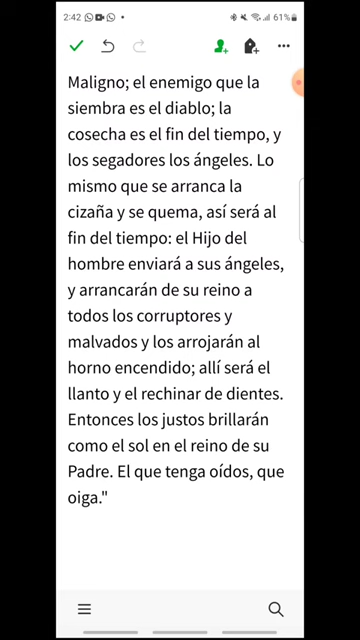 2:42
61%
Maligno; el enemigo que la
siembra es el diablo; la
cosecha es el fin del tiempo, y
los segadores los ángeles. Lo
mismo que se arranca la
cizaña y se quema, así será al
fin del tiempo: el Hijo del
hombre enviará a sus ángeles,
y arrancarán de su reino a
todos los corruptores y
malvados y los arrojarán al
horno encendido; allí será el
llanto y el rechinar de dientes.
Entonces los justos brillarán
como el sol en el reino de su
Padre. El que tenga oídos, que
oiga."